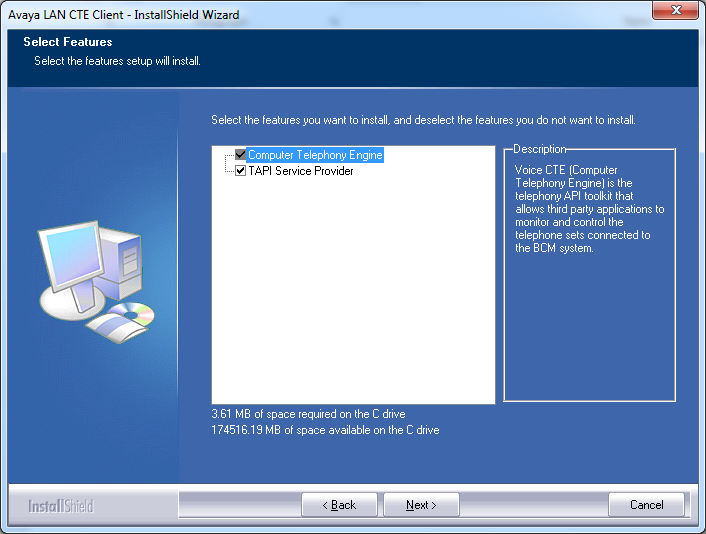 Avaya LAN CTE Client - InstallShield Wizard
Select Features
Select the features setup will install.
Select the features you want to install, and deselect the features you do not want to install.
Computer Telephony Engine
TAPI Service Provider
Description
Voice CTE (Computer
Telephony Engine) is the
telephony API toolkit that
allows third party applications to
monitor and control the
telephone sets connected to
the BCM system.
3.61 MB of space required on the C drive
174516.19 MB of space available on the C drive
InstallShield
< Back
Next >
Cancel